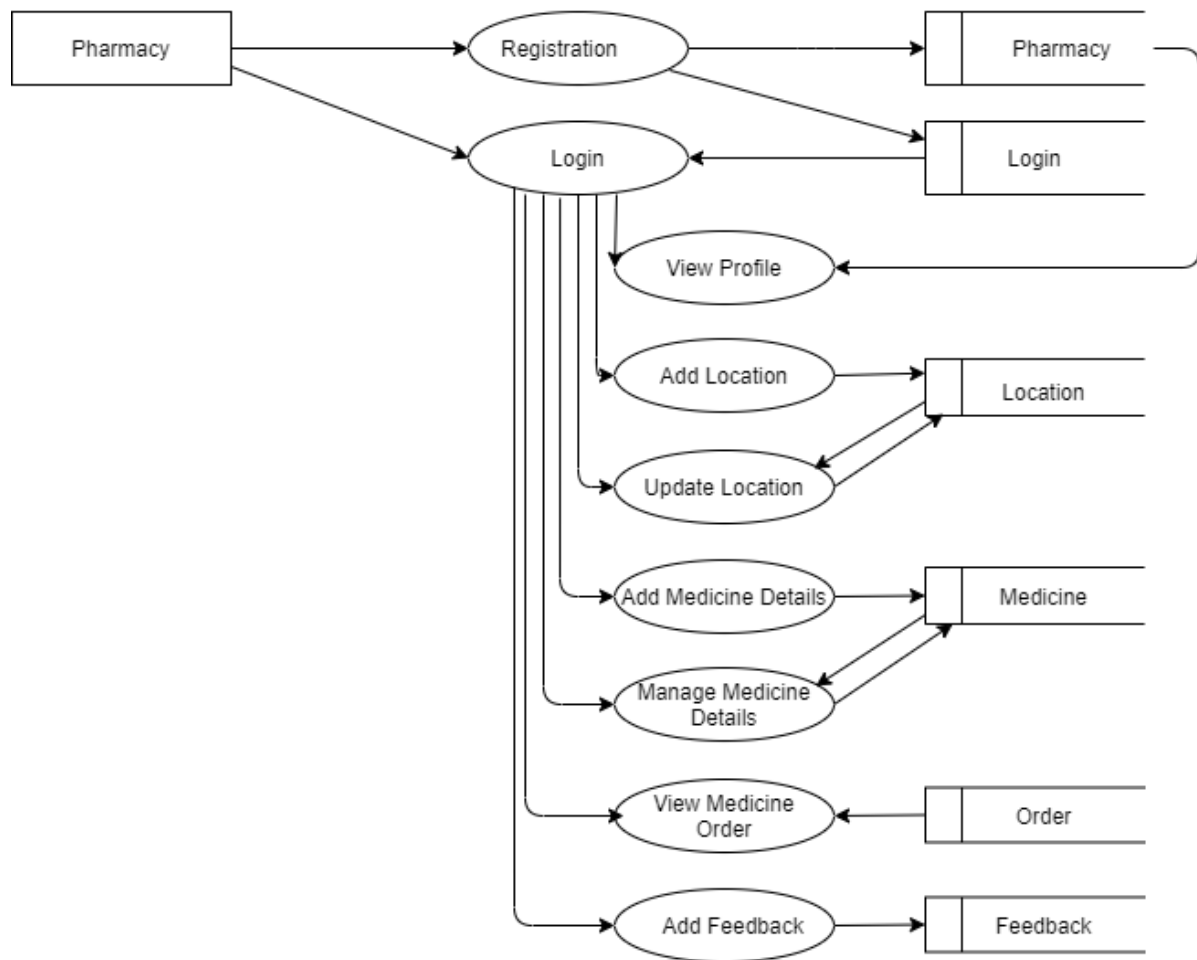 Pharmacy
Registration
Pharmacy
Login
Login
View Profile
Add Location
Location
Update Location
Add Medicine Details
Medicine
Manage Medicine
Details
View Medicine
Order
Order
Add Feedback
Feedback